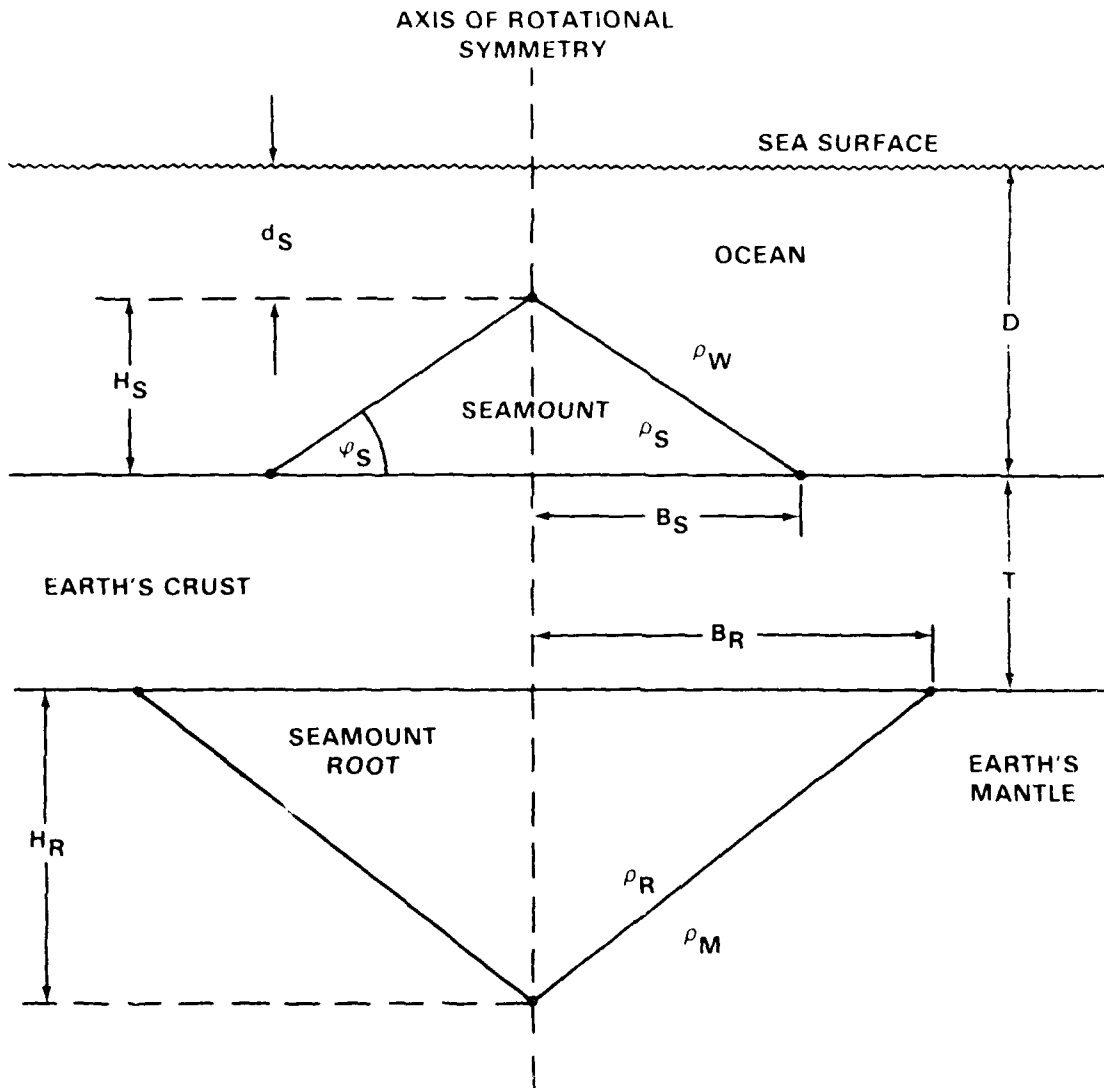 AXIS OF ROTATIONAL
SYMMETRY
SEA SURFACE
dS
OCEAN
D
HS
ρW
SEAMOUNT
ρS
φS
BS
EARTH'S CRUST
T
BR
SEAMOUNT
ROOT
EARTH'S
MANTLE
HR
ρR
ρM